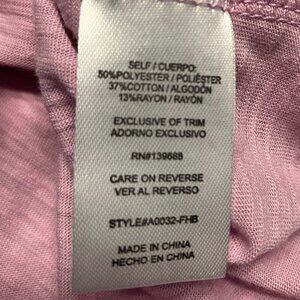 SELF / CUERPO:
50%POLYESTER / POLIÉSTER
37%COTTON / ALGODÓN
13%RAYON / RAYÓN
EXCLUSIVE OF TRIM
ADORNO EXCLUSIVO
RN#139688
CARE ON REVERSE
VER AL REVERSO
STYLE#A0032-FHB
MADE IN CHINA
HECHO EN CHINA